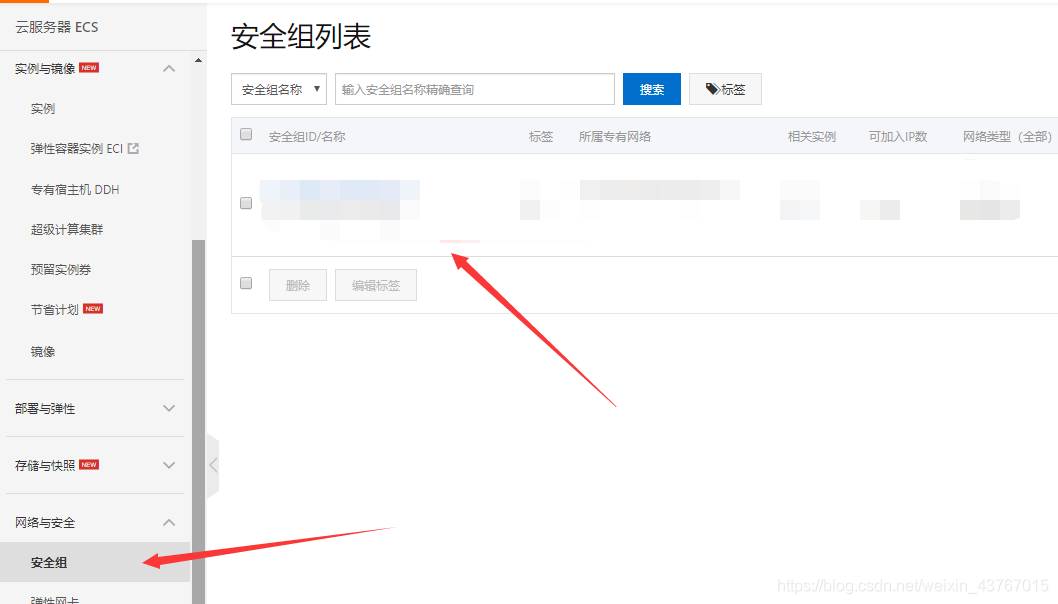 云服务器 ECS
实例与镜像 NEW
实例
弹性容器实例 ECI
专有宿主机 DDH
超级计算集群
预留实例券
节省计划 NEW
镜像
部署与弹性
存储与快照 NEW
网络与安全
安全组
弹性网卡
安全组列表
安全组名称 输入安全组名称精确查询 搜索 标签
安全组ID/名称 标签 所属专有网络 相关实例 可加入IP数 网络类型（全部）
删除 编辑标签
https://blog.csdn.net/weixin_43767015